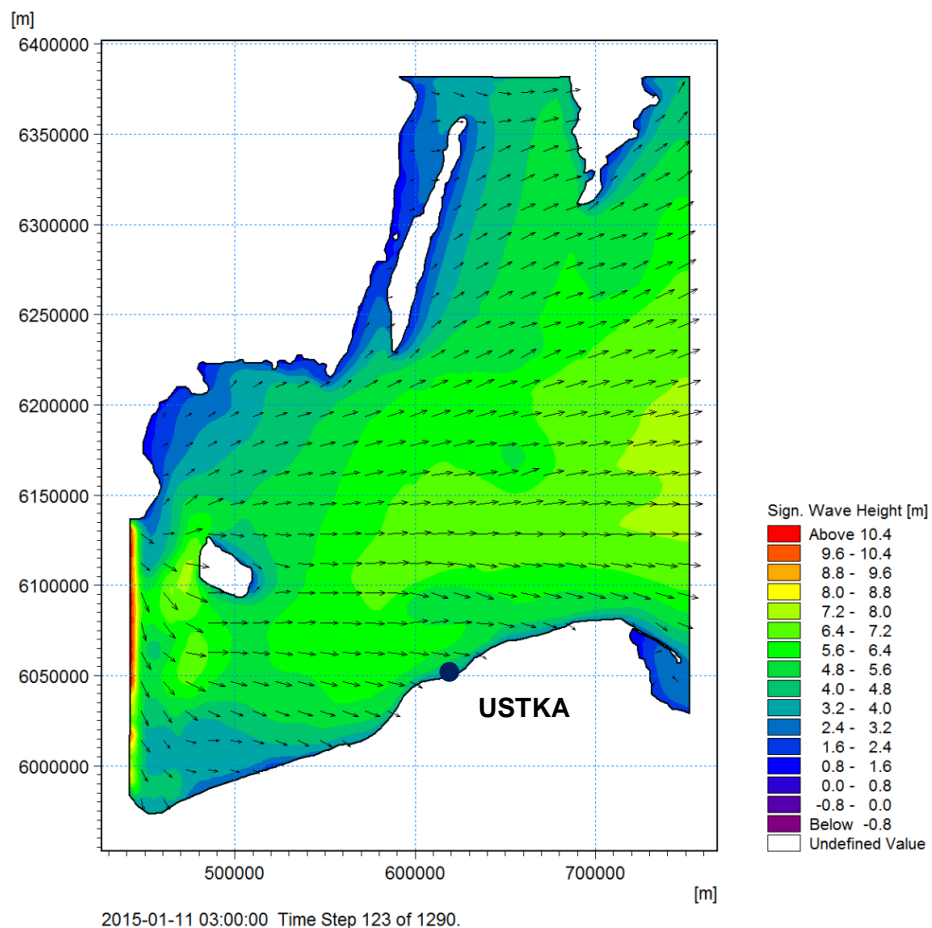 [m]
6400000
6350000
6300000
6250000
6200000
6150000
6100000
6050000
6000000
USTKA
500000 600000 700000
[m]
Sign. Wave Height [m]
Above 10.4
9.6 - 10.4
8.8 - 9.6
8.0 - 8.8
7.2 - 8.0
6.4 - 7.2
5.6 - 6.4
4.8 - 5.6
4.0 - 4.8
3.2 - 4.0
2.4 - 3.2
1.6 - 2.4
0.8 - 1.6
0.0 - 0.8
-0.8 - 0.0
Below -0.8
Undefined Value
2015-01-11 03:00:00 Time Step 123 of 1290.